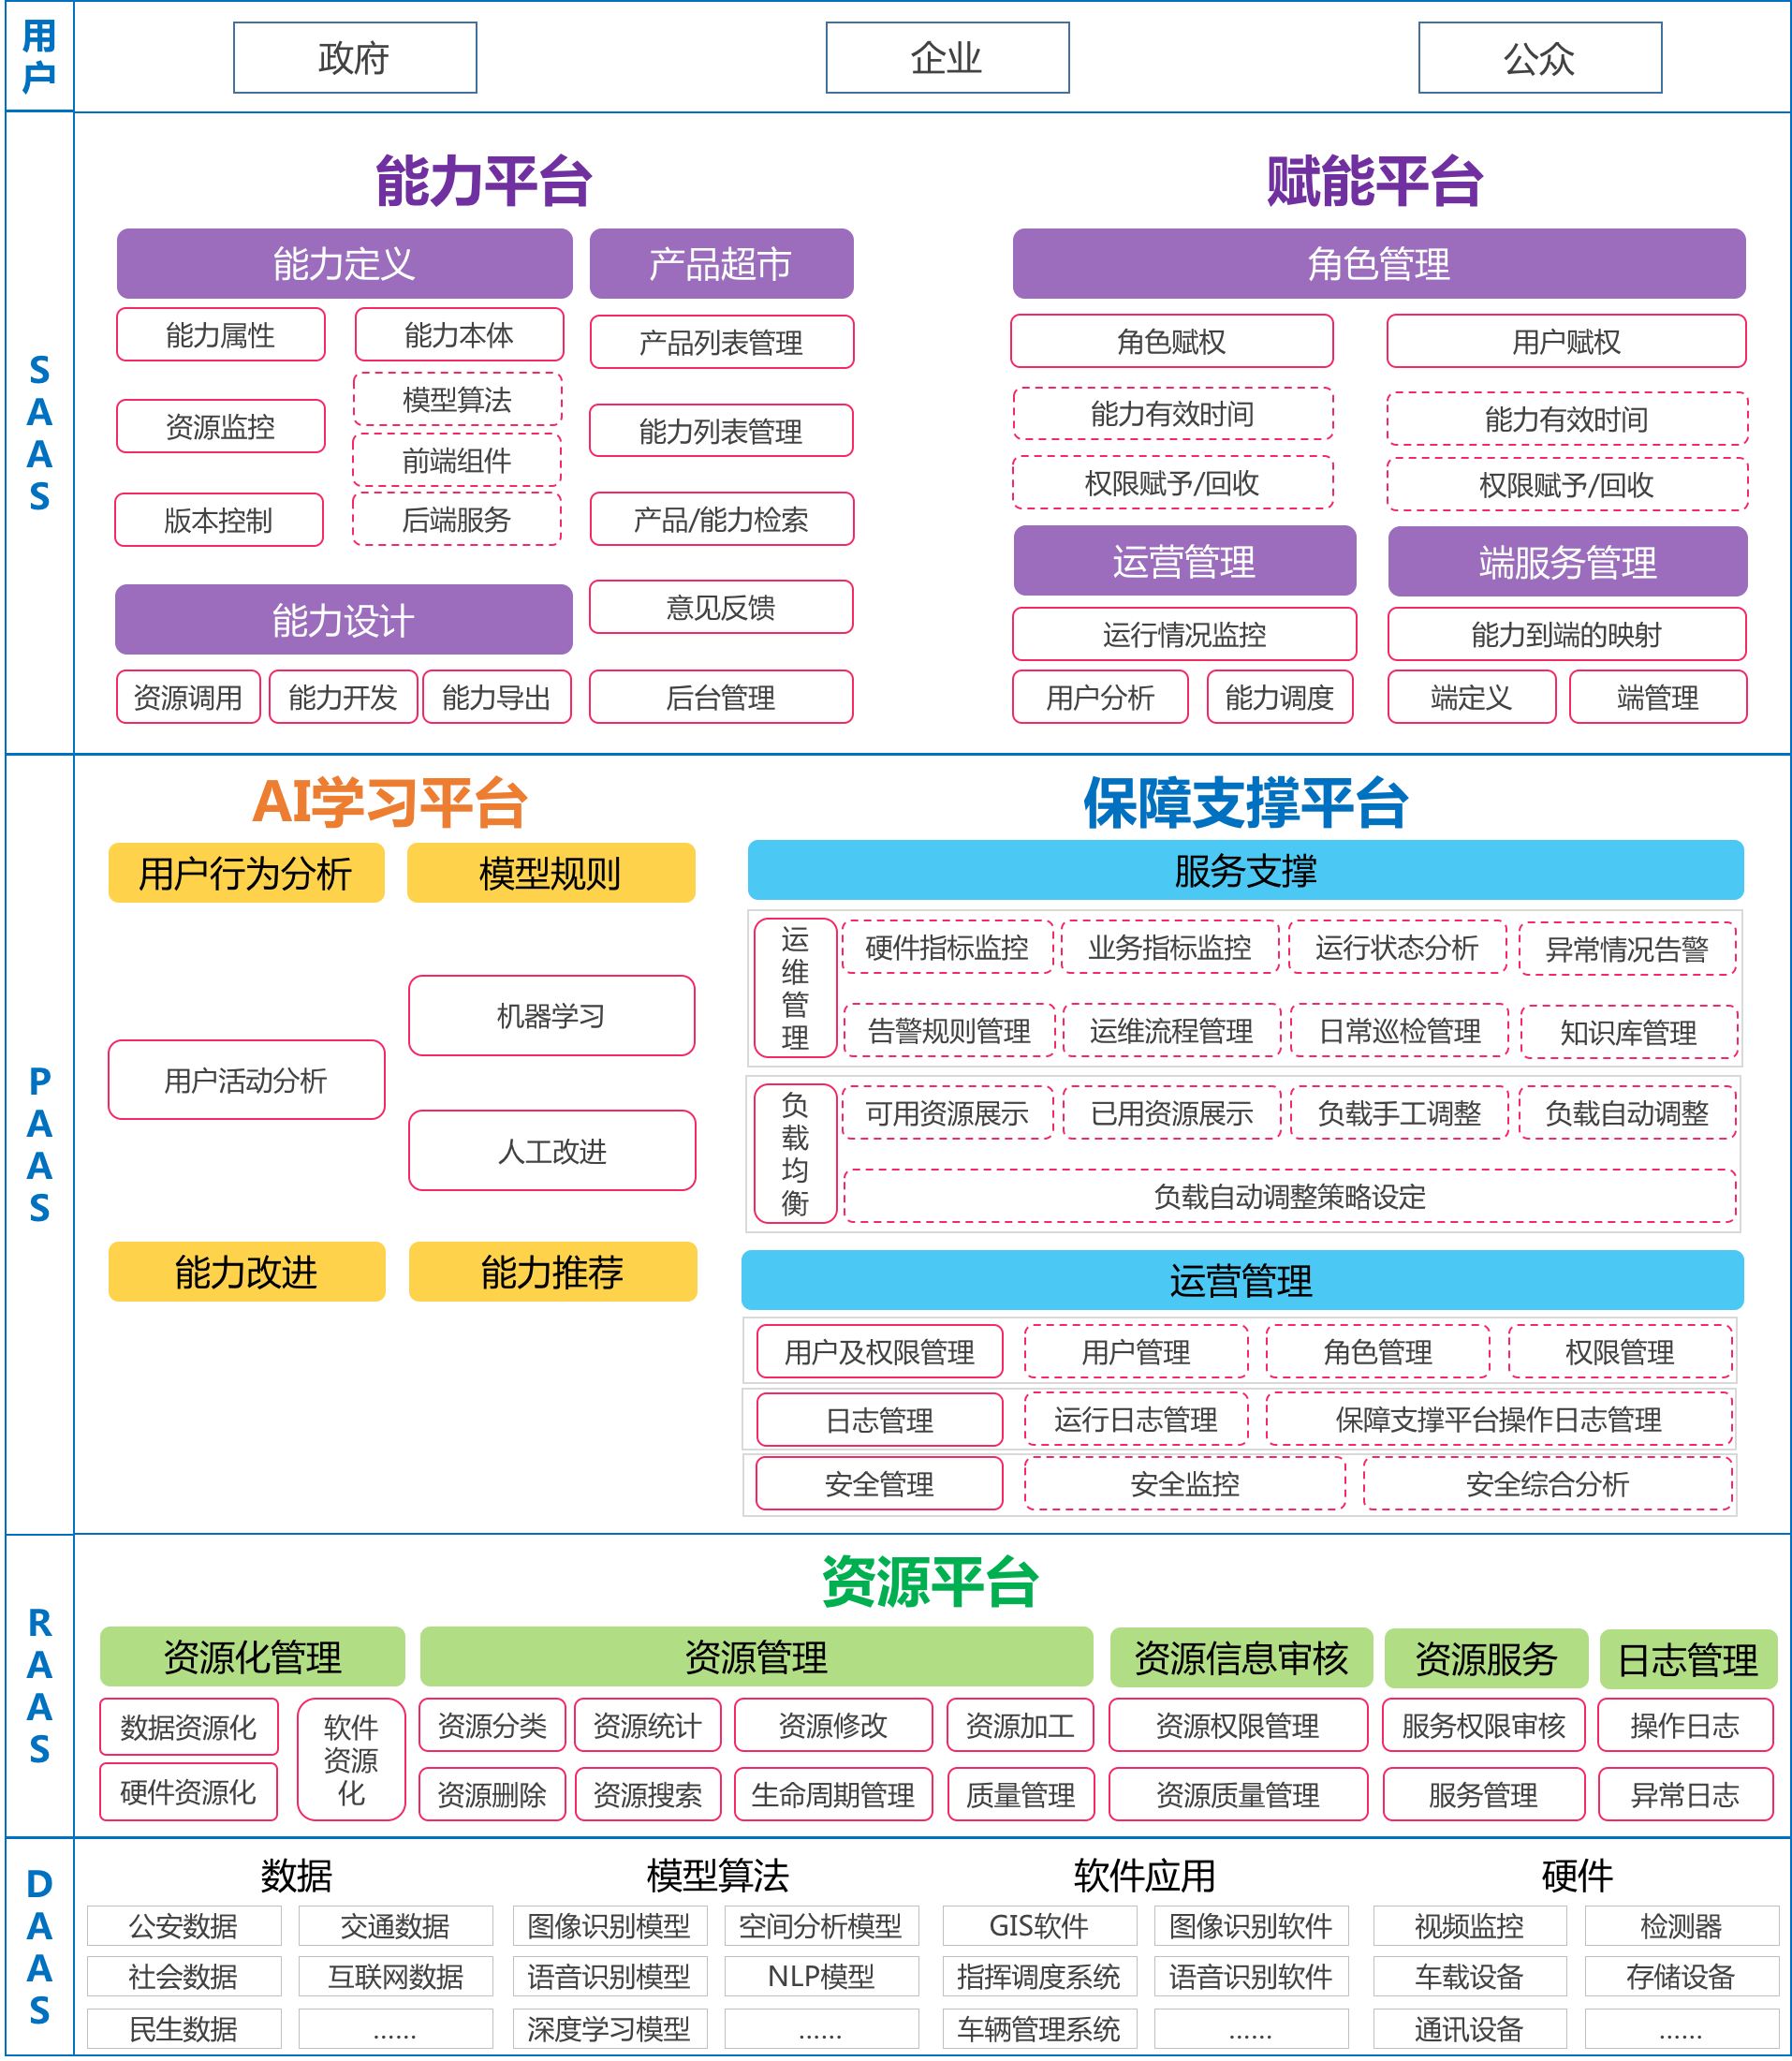 用户
政府
企业
公众
SAAS
能力平台
赋能平台
能力定义
产品超市
角色管理
能力属性
能力本体
产品列表管理
角色赋权
用户赋权
模型算法
资源监控
能力列表管理
能力有效时间
能力有效时间
前端组件
权限赋予/回收
权限赋予/回收
版本控制
后端服务
产品/能力检索
运营管理
端服务管理
能力设计
意见反馈
运行情况监控
能力到端的映射
资源调用
能力开发
能力导出
后台管理
用户分析
能力调度
端定义
端管理
PAAS
AI学习平台
保障支撑平台
用户行为分析
模型规则
机器学习
用户活动分析
人工改进
能力改进
能力推荐
服务支撑
运维管理
硬件指标监控
业务指标监控
运行状态分析
异常情况告警
告警规则管理
运维流程管理
日常巡检管理
知识库管理
负载均衡
可用资源展示
已用资源展示
负载手工调整
负载自动调整
负载自动调整策略设定
运营管理
用户及权限管理
用户管理
角色管理
权限管理
日志管理
运行日志管理
保障支撑平台操作日志管理
安全管理
安全监控
安全综合分析
RAAS
资源平台
资源化管理
资源管理
资源信息审核
资源服务
日志管理
数据资源化
软件
资源
化
资源分类
资源统计
资源修改
资源加工
资源权限管理
服务权限审核
操作日志
硬件资源化
资源删除
资源搜索
生命周期管理
质量管理
资源质量管理
服务管理
异常日志
DAAS
数据
模型算法
软件应用
硬件
公安数据
交通数据
图像识别模型
空间分析模型
GIS软件
图像识别软件
视频监控
检测器
社会数据
互联网数据
语音识别模型
NLP模型
指挥调度系统
语音识别软件
车载设备
存储设备
民生数据
……
深度学习模型
……
车辆管理系统
……
通讯设备
……